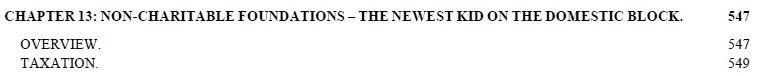 CHAPTER 13: NON-CHARITABLE FOUNDATIONS – THE NEWEST KID ON THE DOMESTIC BLOCK. 547
OVERVIEW. 547
TAXATION. 549